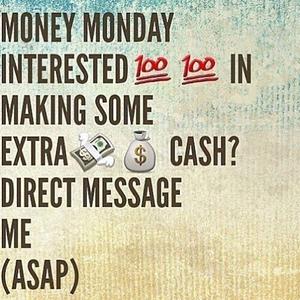 MONEY MONDAY
INTERESTED💯 💯 IN
MAKING SOME
EXTRA💸 💰 CASH?
DIRECT MESSAGE
ME
(ASAP)